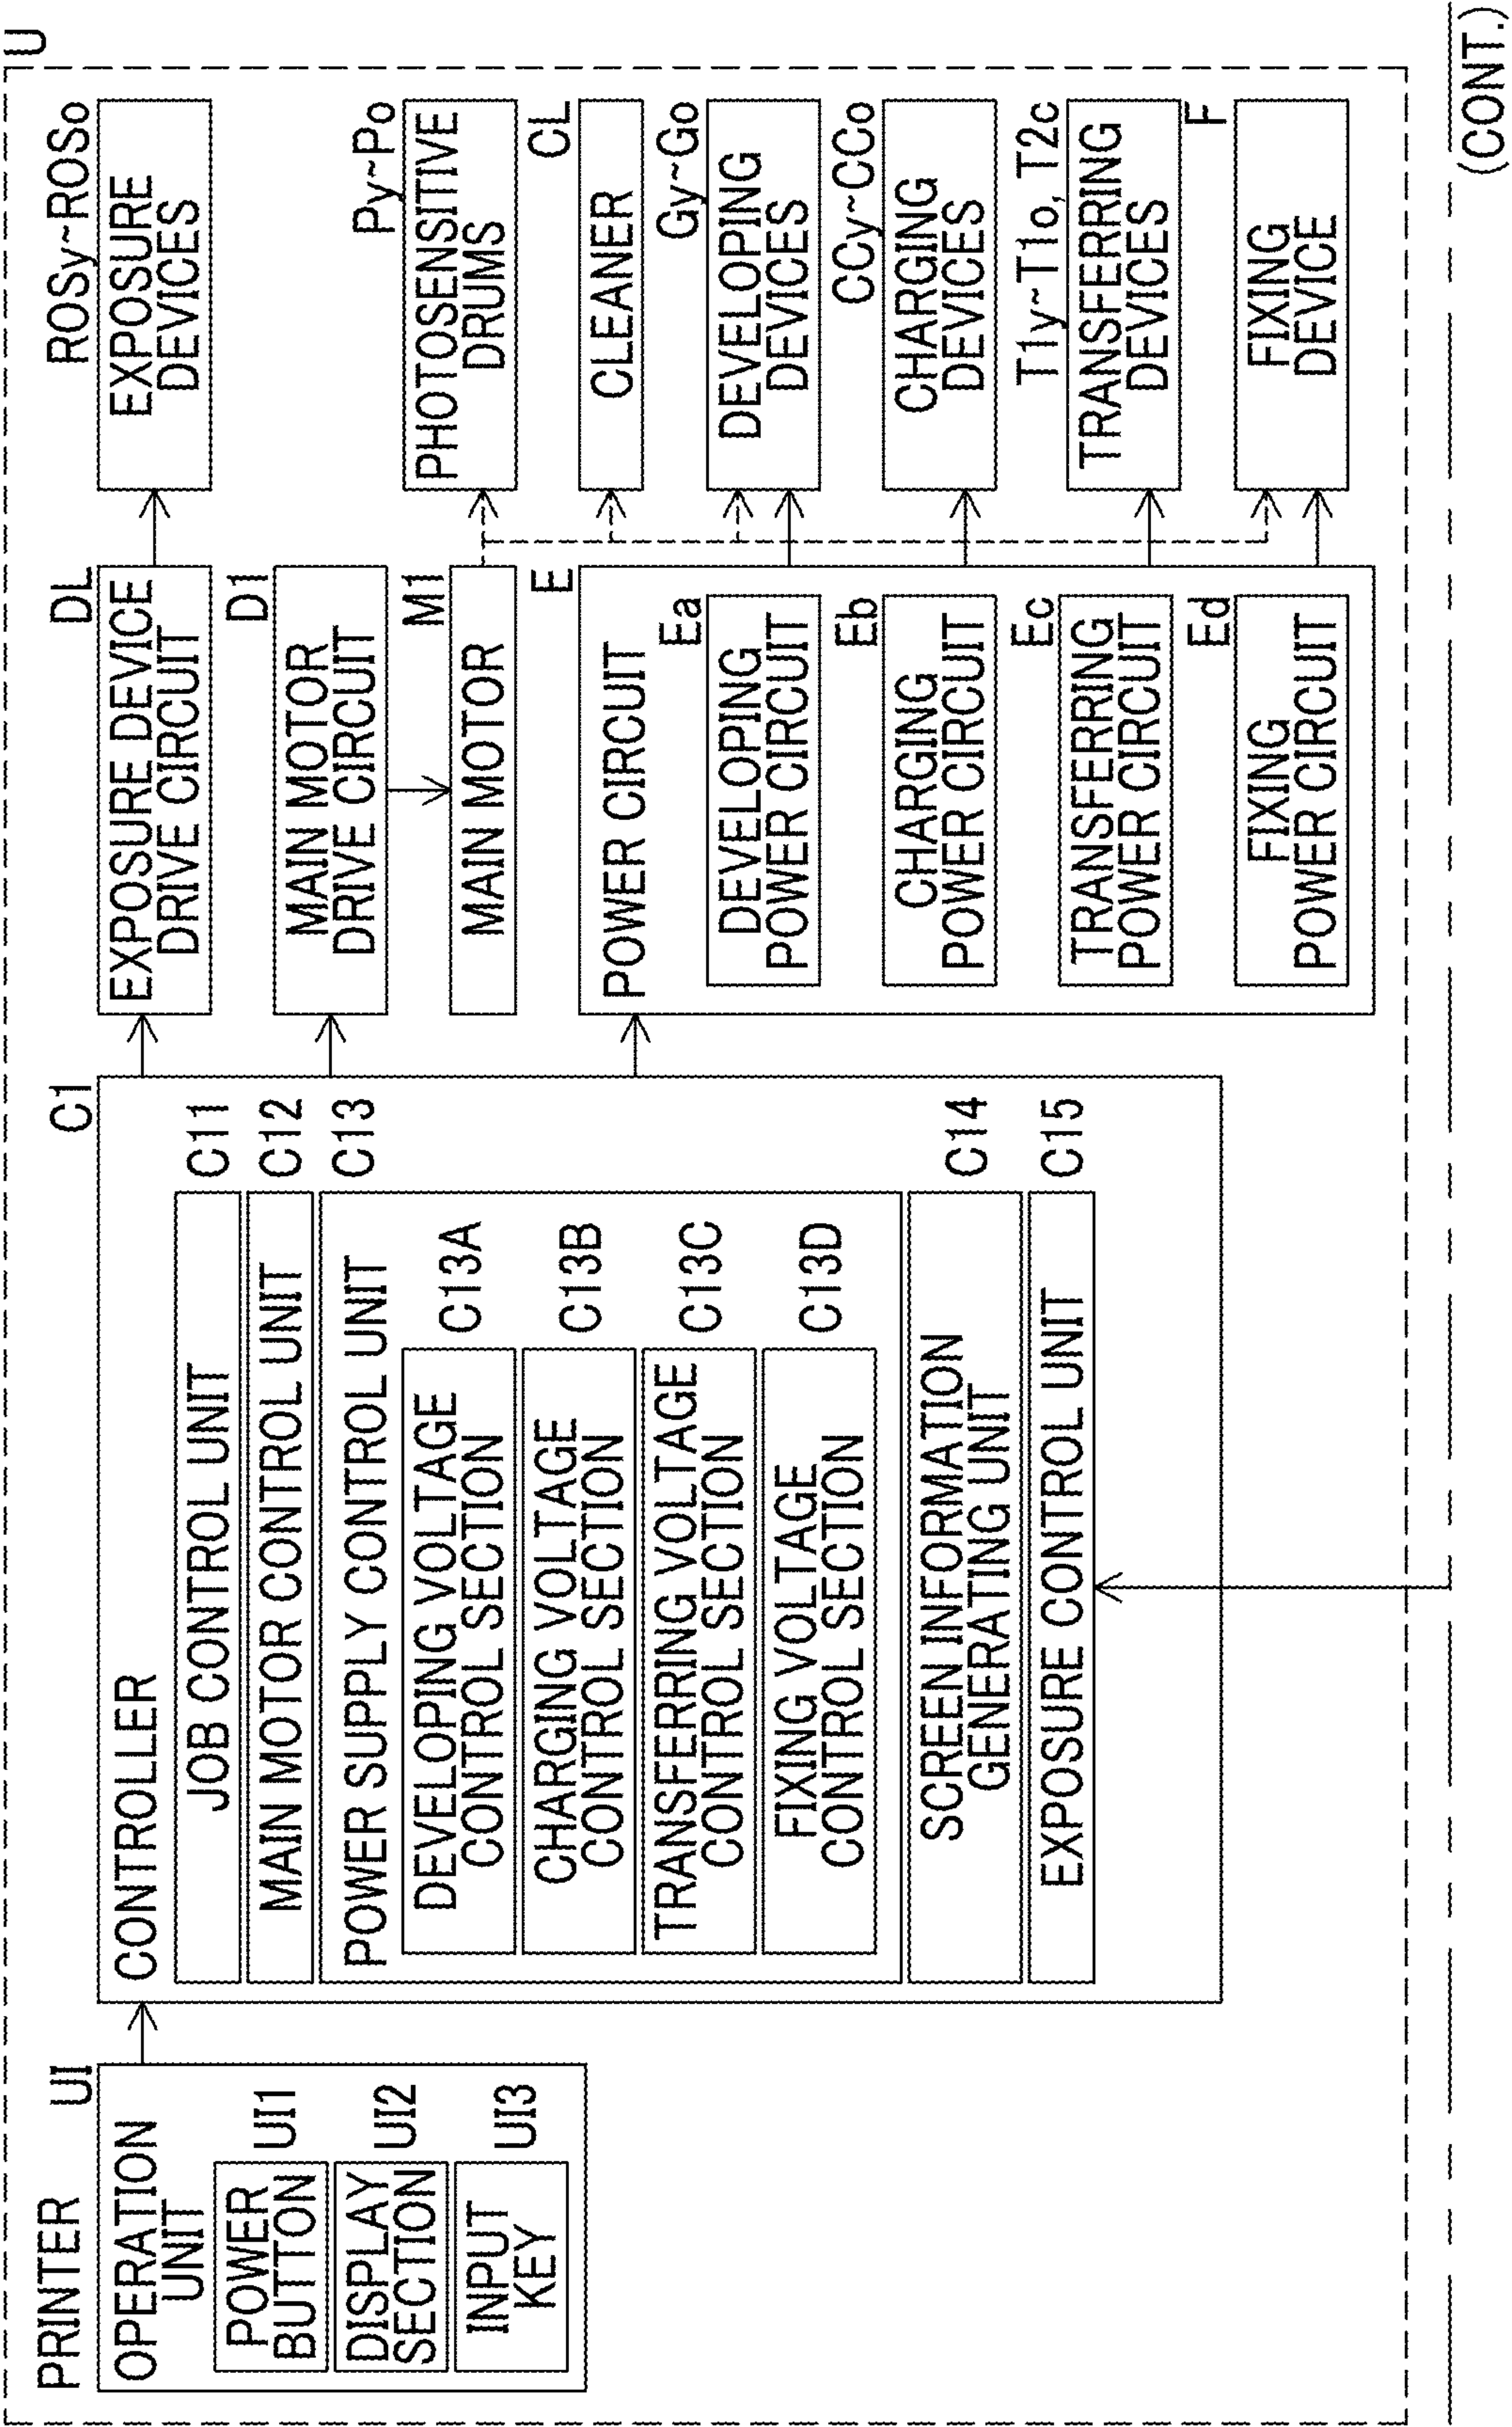 PRINTER
U
UI
OPERATION
UNIT
UI1
POWER
BUTTON
UI2
DISPLAY
SECTION
UI3
INPUT
KEY
C1
CONTROLLER
JOB CONTROL UNIT
C11
MAIN MOTOR CONTROL UNIT
C12
C13
POWER SUPPLY CONTROL UNIT
DEVELOPING VOLTAGE
CONTROL SECTION
C13A
CHARGING VOLTAGE
CONTROL SECTION
C13B
TRANSFERRING VOLTAGE
CONTROL SECTION
C13C
FIXING VOLTAGE
CONTROL SECTION
C13D
SCREEN INFORMATION
GENERATING UNIT
C14
EXPOSURE CONTROL UNIT
C15
DL
EXPOSURE DEVICE
DRIVE CIRCUIT
D1
MAIN MOTOR
DRIVE CIRCUIT
M1
MAIN MOTOR
E
POWER CIRCUIT
Ea
DEVELOPING
POWER CIRCUIT
Eb
CHARGING
POWER CIRCUIT
Ec
TRANSFERRING
POWER CIRCUIT
Ed
FIXING
POWER CIRCUIT
ROSy~ROSo
EXPOSURE
DEVICES
Py~Po
PHOTOSENSITIVE
DRUMS
CL
CLEANER
Gy~Go
DEVELOPING
DEVICES
CCy~CCo
CHARGING
DEVICES
T1y~T1o, T2c
TRANSFERRING
DEVICES
F
FIXING
DEVICE
(CONT.)